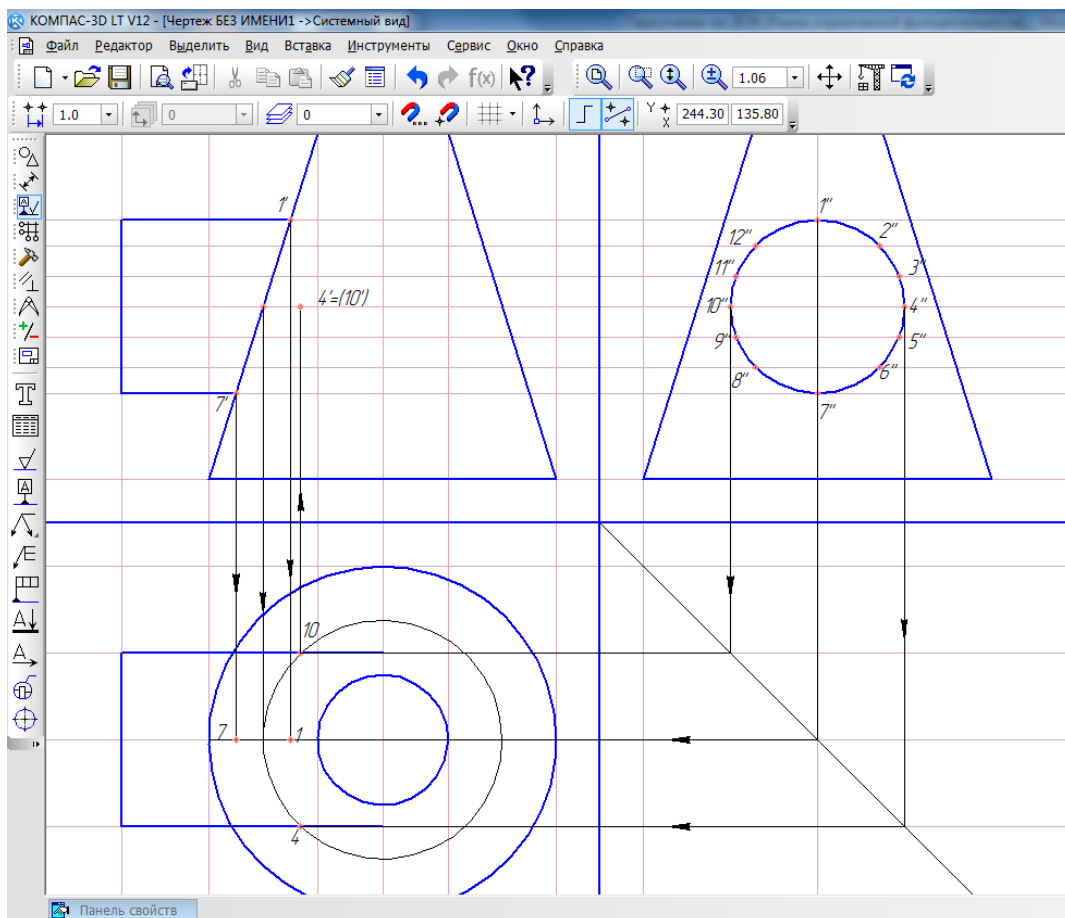 КОМПАС-3D LT V12 - [Чертеж БЕЗ ИМЕНИ1 ->Системный вид]
Файл Редактор Выделить Вид Вставка Инструменты Сервис Окно Справка
f(x) 1.06
1.0 0 0 Y X 244.30 135.80
1' 1"
12" 2"
11" 3"
4'=(10') 10" 4"
9" 5"
8" 6"
7' 7"
10
7 1
4
Панель свойств